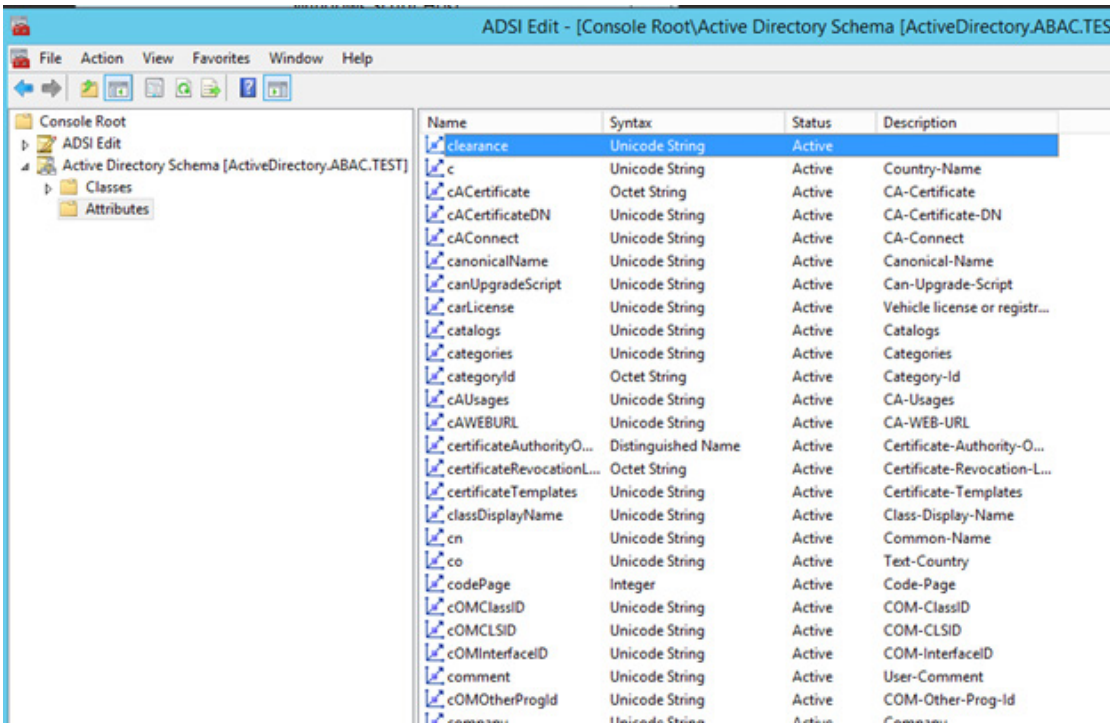 ADSI Edit - [Console Root\Active Directory Schema [ActiveDirectory.ABAC.TES
File Action View Favorites Window Help
Console Root
ADSI Edit
Active Directory Schema [ActiveDirectory.ABAC.TEST]
Classes
Attributes
Name Syntax Status Description
clearance Unicode String Active
c Unicode String Active Country-Name
cACertificate Octet String Active CA-Certificate
cACertificateDN Unicode String Active CA-Certificate-DN
cAConnect Unicode String Active CA-Connect
canonicalName Unicode String Active Canonical-Name
canUpgradeScript Unicode String Active Can-Upgrade-Script
carLicense Unicode String Active Vehicle license or registr...
catalogs Unicode String Active Catalogs
categories Unicode String Active Categories
categoryId Octet String Active Category-Id
cAUsages Unicode String Active CA-Usages
cAWEBURL Unicode String Active CA-WEB-URL
certificateAuthorityO... Distinguished Name Active Certificate-Authority-O...
certificateRevocationL... Octet String Active Certificate-Revocation-L...
certificateTemplates Unicode String Active Certificate-Templates
classDisplayName Unicode String Active Class-Display-Name
cn Unicode String Active Common-Name
co Unicode String Active Text-Country
codePage Integer Active Code-Page
cOMClassID Unicode String Active COM-ClassID
cOMCLSID Unicode String Active COM-CLSID
cOMInterfaceID Unicode String Active COM-InterfaceID
comment Unicode String Active User-Comment
cOMOtherProgId Unicode String Active COM-Other-Prog-Id
company Unicode String Active Company